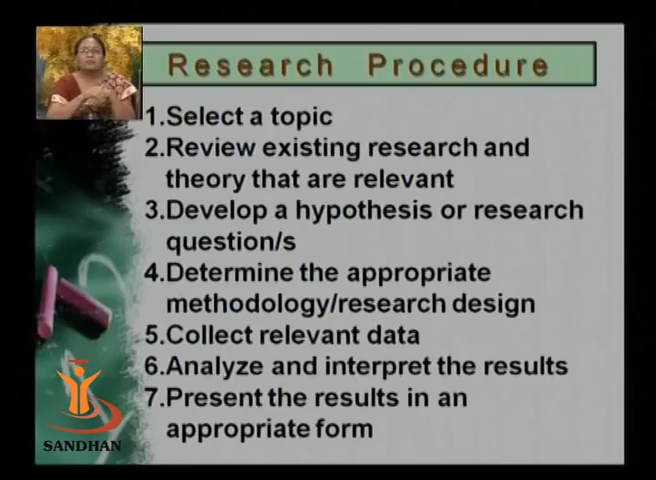 Research Procedure
1.Select a topic
2.Review existing research and
theory that are relevant
3.Develop a hypothesis or research
question/s
4.Determine the appropriate
methodology/research design
5.Collect relevant data
6.Analyze and interpret the results
7.Present the results in an
appropriate form
SANDHAN